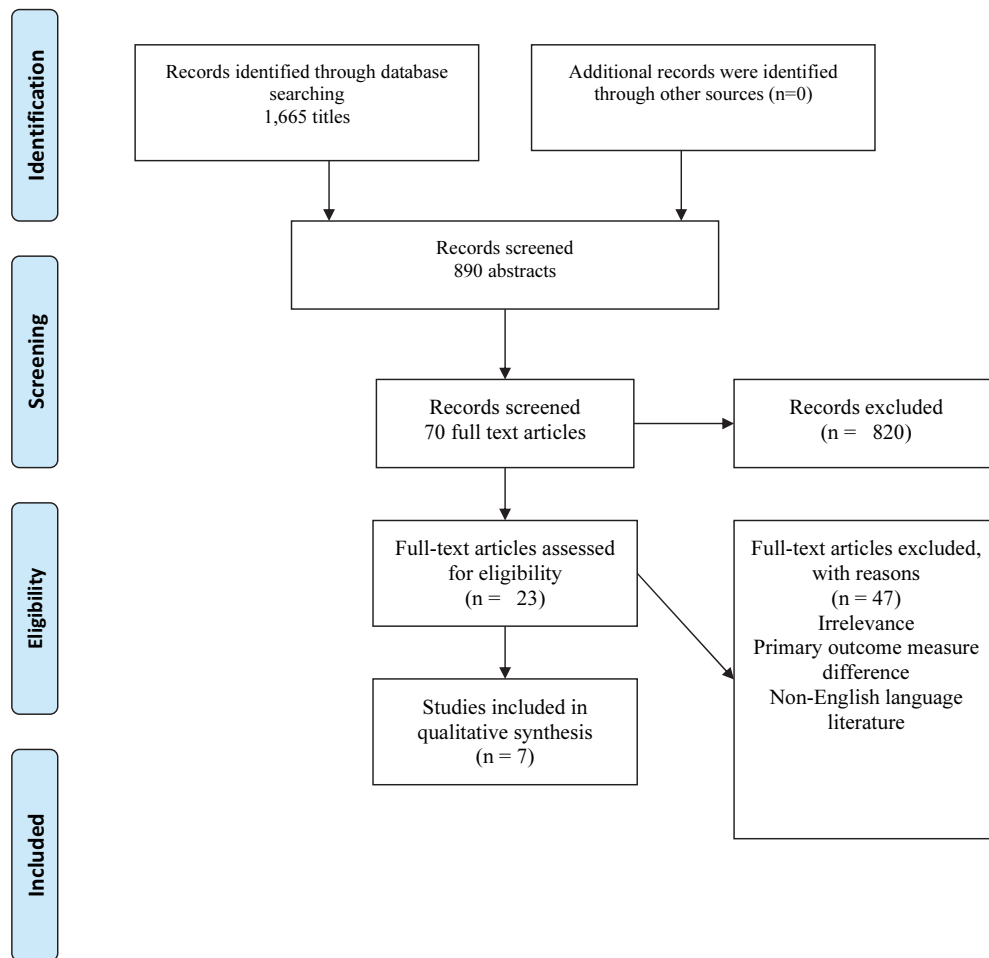 Identification
Records identified through database
searching
1,665 titles
Additional records were identified
through other sources (n=0)
Screening
Records screened
890 abstracts
Records screened
70 full text articles
Records excluded
(n = 820)
Eligibility
Full-text articles assessed
for eligibility
(n = 23)
Full-text articles excluded,
with reasons
(n = 47)
Irrelevance
Primary outcome measure
difference
Non-English language
literature
Studies included in
qualitative synthesis
(n = 7)
Included